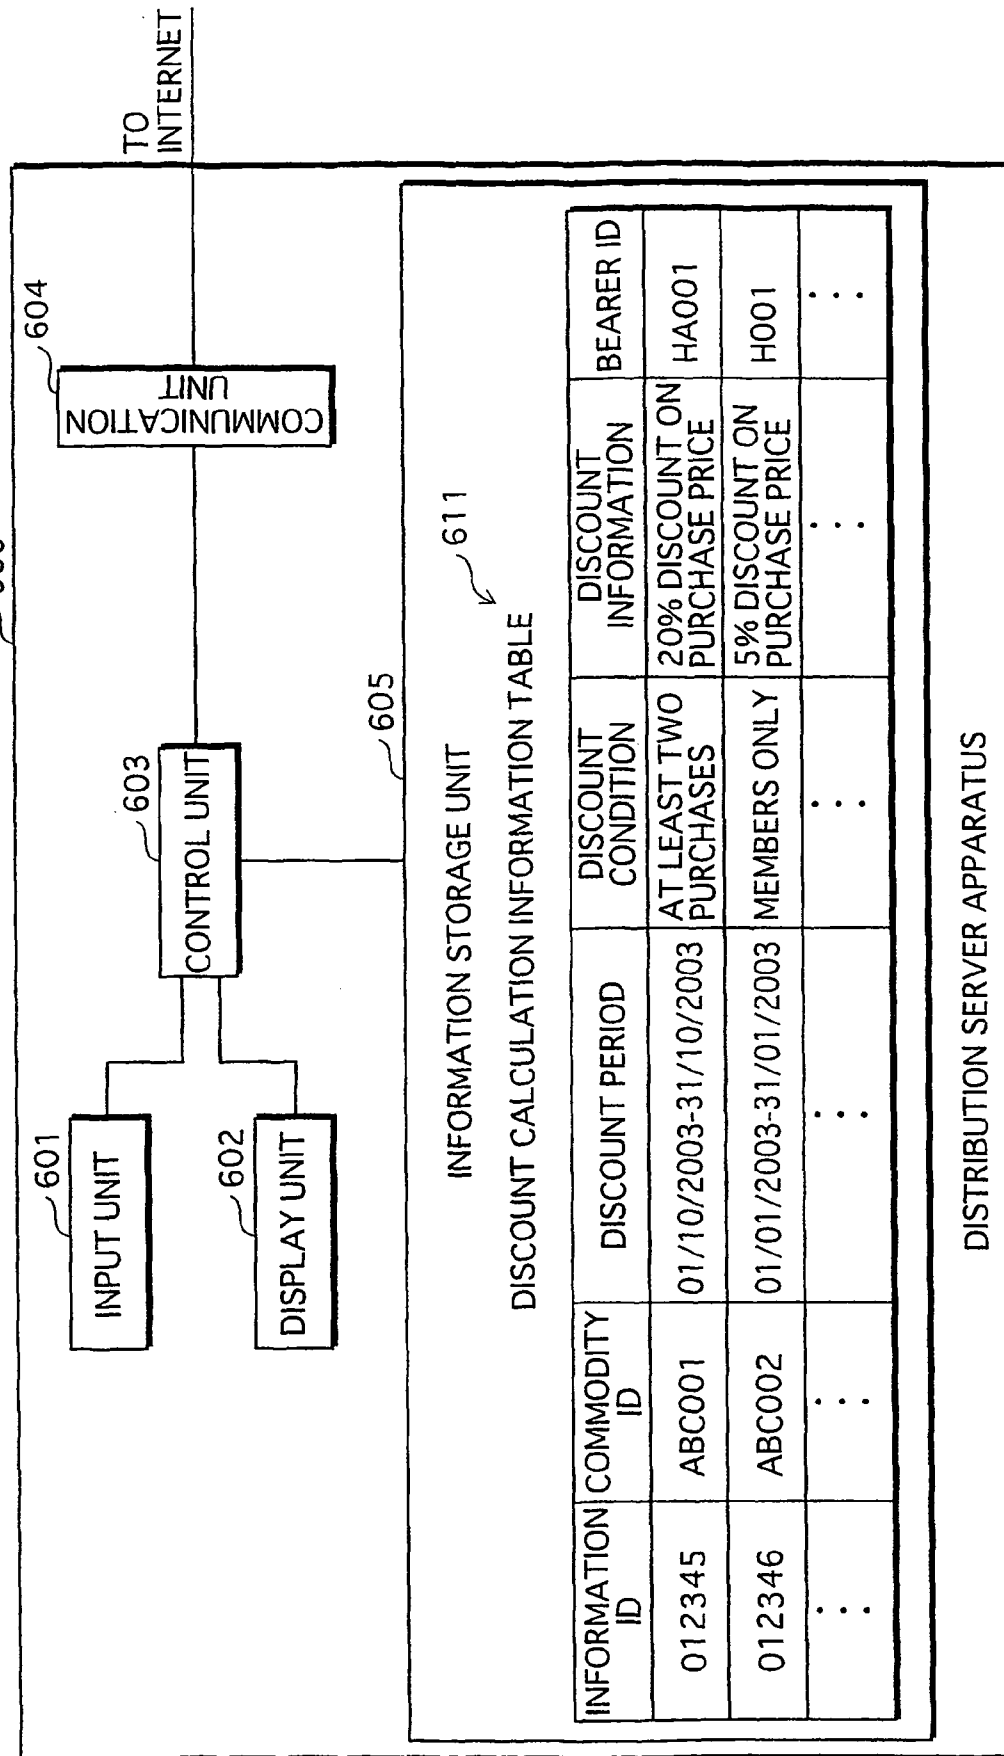 TO
INTERNET
604
COMMUNICATION
UNIT
603
CONTROL UNIT
601
INPUT UNIT
602
DISPLAY UNIT
605
INFORMATION STORAGE UNIT
611
DISCOUNT CALCULATION INFORMATION TABLE
INFORMATION
ID
COMMODITY
ID
DISCOUNT PERIOD
DISCOUNT
CONDITION
DISCOUNT
INFORMATION
BEARER ID
012345
ABC001
01/10/2003-31/10/2003
AT LEAST TWO
PURCHASES
20% DISCOUNT ON
PURCHASE PRICE
HA001
012346
ABC002
01/01/2003-31/01/2003
MEMBERS ONLY
5% DISCOUNT ON
PURCHASE PRICE
H001
...
...
...
...
...
...
DISTRIBUTION SERVER APPARATUS